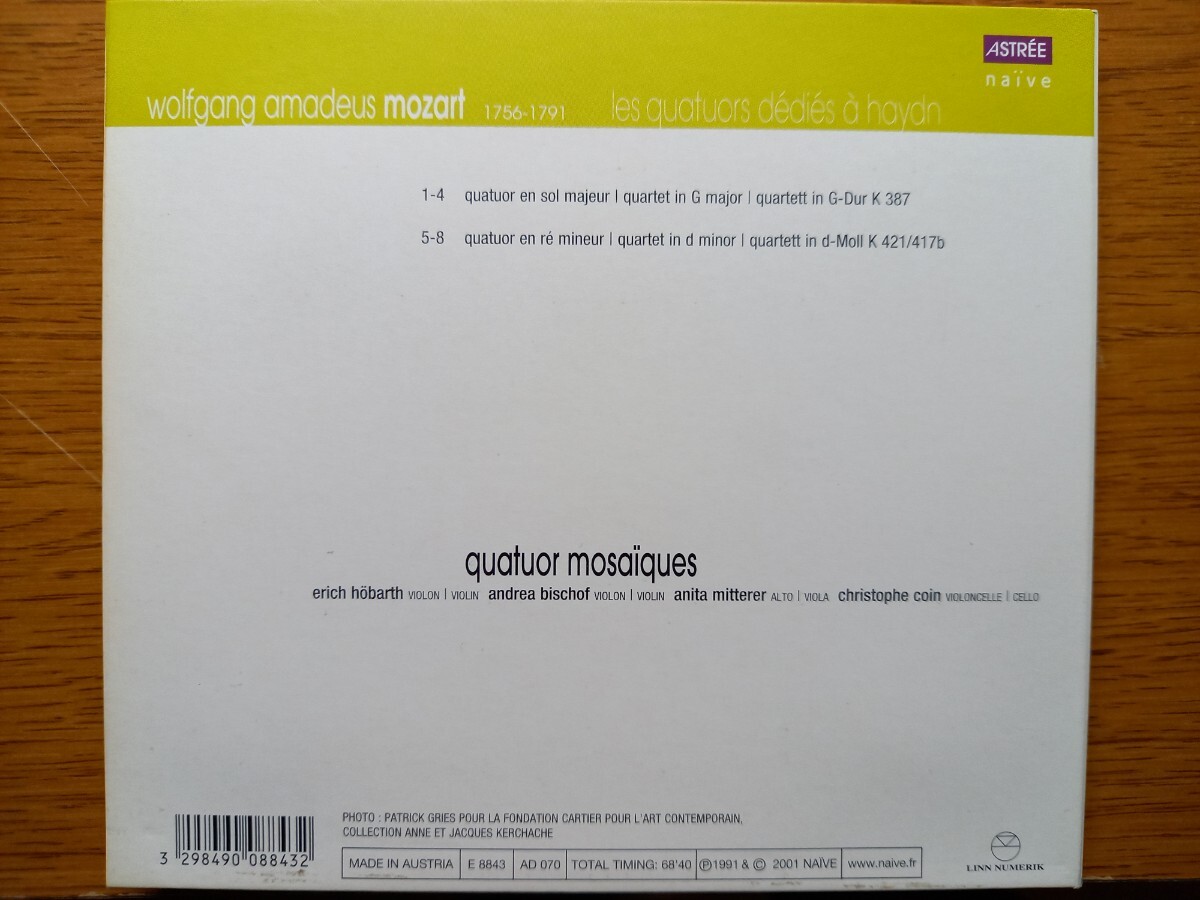 ASTRÉE
naïve
wolfgang amadeus mozart 1756-1791 les quatuors dédiés à haydn
1-4 quatuor en sol majeur | quartet in G major | quartett in G-Dur K 387
5-8 quatuor en ré mineur | quartet in d minor | quartett in d-Moll K 421/417b
quatuor mosaïques
erich höbarth VIOLON | VIOLIN andrea bischof VIOLON | VIOLIN anita mitterer ALTO | VIOLA christophe coin VIOLONCELLE | CELLO
PHOTO : PATRICK GRIES POUR LA FONDATION CARTIER POUR L'ART CONTEMPORAIN.
COLLECTION ANNE ET JACQUES KERCHACHE
3 298490 088432
MADE IN AUSTRIA E 8843 AD 070 TOTAL TIMING: 68'40 ℗1991 & © 2001 NAÏVE www.naive.fr
LINN NUMERIK